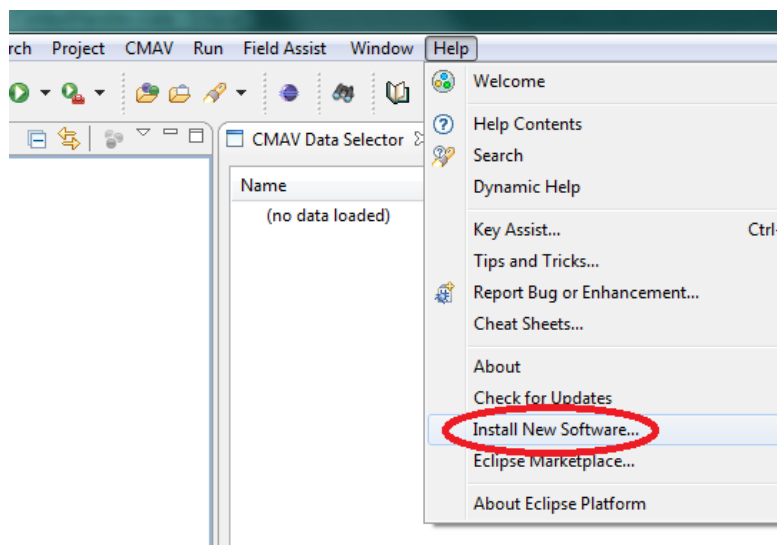 rch Project CMAV Run Field Assist Window Help
CMAV Data Selector
Name
(no data loaded)
Welcome
Help Contents
Search
Dynamic Help
Key Assist... Ctrl-
Tips and Tricks...
Report Bug or Enhancement...
Cheat Sheets...
About
Check for Updates
Install New Software...
Eclipse Marketplace...
About Eclipse Platform